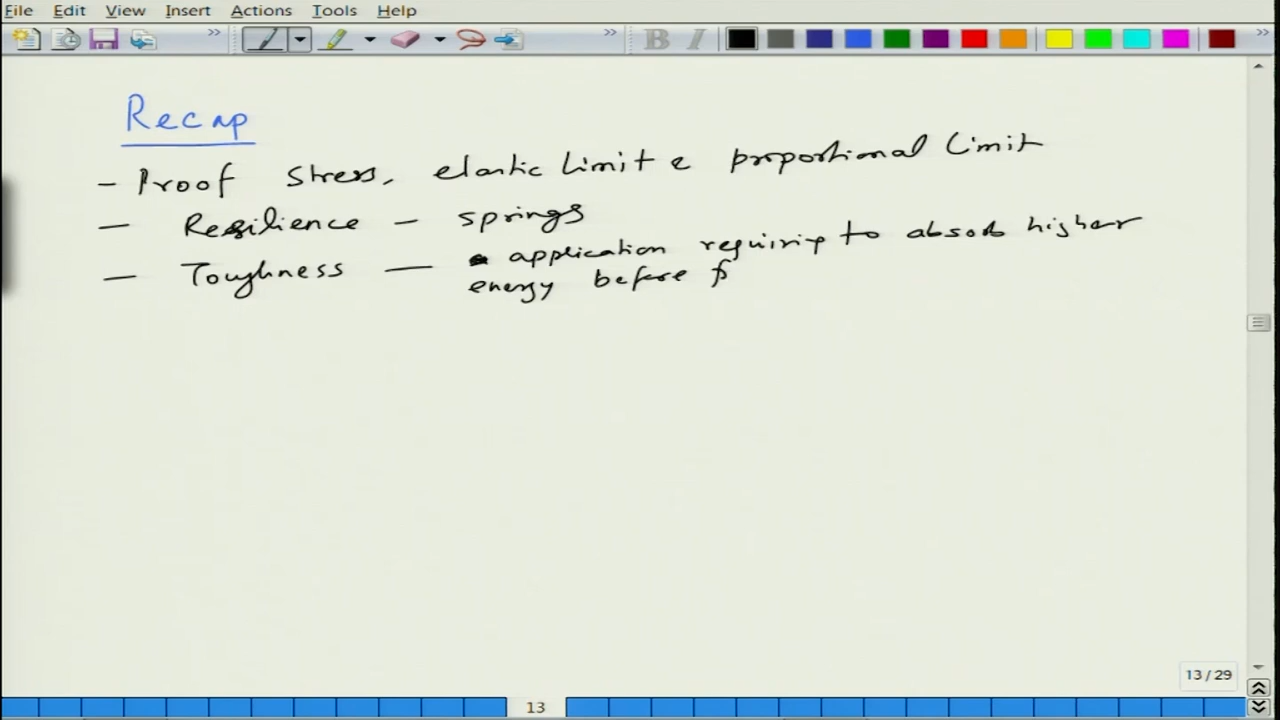 File Edit View Insert Actions Tools Help
B I
Recap
- Proof stress, elastic limit & proportional limit
- Resilience - springs
- Toughness - application requiring to absorb higher
energy before f
13 / 29
13